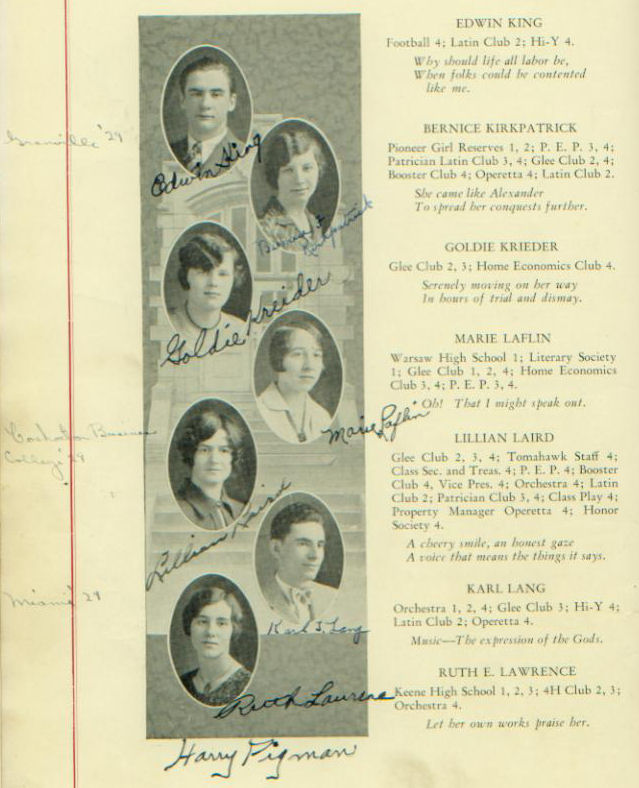 Granville '29
Coshocton Business
College '29
Miami '29
Edwin King
Bernice F
Kirkpatrick
Goldie Kreider
Marie Laflin
Lillian Laird
Karl J. Lang
Ruth Laurence
Harry Pigman
EDWIN KING
Football 4; Latin Club 2; Hi-Y 4.
Why should life all labor be,
When folks could be contented
like me.
BERNICE KIRKPATRICK
Pioneer Girl Reserves 1, 2; P. E. P. 3, 4;
Patrician Latin Club 3, 4; Glee Club 2, 4;
Booster Club 4; Operetta 4; Latin Club 2.
She came like Alexander
To spread her conquests further.
GOLDIE KRIEDER
Glee Club 2, 3; Home Economics Club 4.
Serenely moving on her way
In hours of trial and dismay.
MARIE LAFLIN
Warsaw High School 1; Literary Society
1; Glee Club 1, 2, 4; Home Economics
Club 3, 4; P. E. P. 3, 4.
Oh! That I might speak out.
LILLIAN LAIRD
Glee Club 2, 3, 4; Tomahawk Staff 4;
Class Sec. and Treas. 4; P. E. P. 4; Booster
Club 4, Vice Pres. 4; Orchestra 4; Latin
Club 2; Patrician Club 3, 4; Class Play 4;
Property Manager Operetta 4; Honor
Society 4.
A cheery smile, an honest gaze
A voice that means the things it says.
KARL LANG
Orchestra 1, 2, 4; Glee Club 3; Hi-Y 4;
Latin Club 2; Operetta 4.
Music—The expression of the Gods.
RUTH E. LAWRENCE
Keene High School 1, 2, 3; 4H Club 2, 3;
Orchestra 4.
Let her own works praise her.